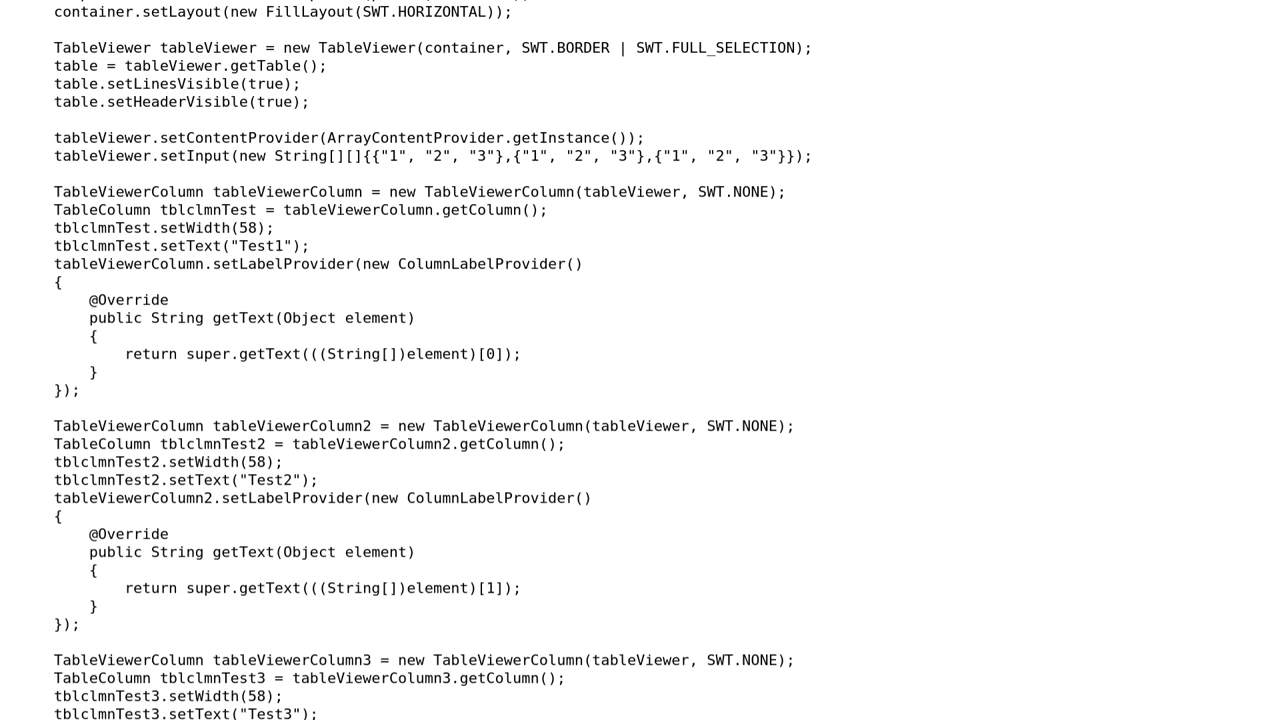 container.setLayout(new FillLayout(SWT.HORIZONTAL));
TableViewer tableViewer = new TableViewer(container, SWT.BORDER | SWT.FULL_SELECTION);
table = tableViewer.getTable();
table.setLinesVisible(true);
table.setHeaderVisible(true);
tableViewer.setContentProvider(ArrayContentProvider.getInstance());
tableViewer.setInput(new String[][]{{"1", "2", "3"},{"1", "2", "3"},{"1", "2", "3"}});
TableViewerColumn tableViewerColumn = new TableViewerColumn(tableViewer, SWT.NONE);
TableColumn tblclmnTest = tableViewerColumn.getColumn();
tblclmnTest.setWidth(58);
tblclmnTest.setText("Test1");
tableViewerColumn.setLabelProvider(new ColumnLabelProvider()
{
    @Override
    public String getText(Object element)
    {
        return super.getText(((String[])element)[0]);
    }
});
TableViewerColumn tableViewerColumn2 = new TableViewerColumn(tableViewer, SWT.NONE);
TableColumn tblclmnTest2 = tableViewerColumn2.getColumn();
tblclmnTest2.setWidth(58);
tblclmnTest2.setText("Test2");
tableViewerColumn2.setLabelProvider(new ColumnLabelProvider()
{
    @Override
    public String getText(Object element)
    {
        return super.getText(((String[])element)[1]);
    }
});
TableViewerColumn tableViewerColumn3 = new TableViewerColumn(tableViewer, SWT.NONE);
TableColumn tblclmnTest3 = tableViewerColumn3.getColumn();
tblclmnTest3.setWidth(58);
tblclmnTest3.setText("Test3");